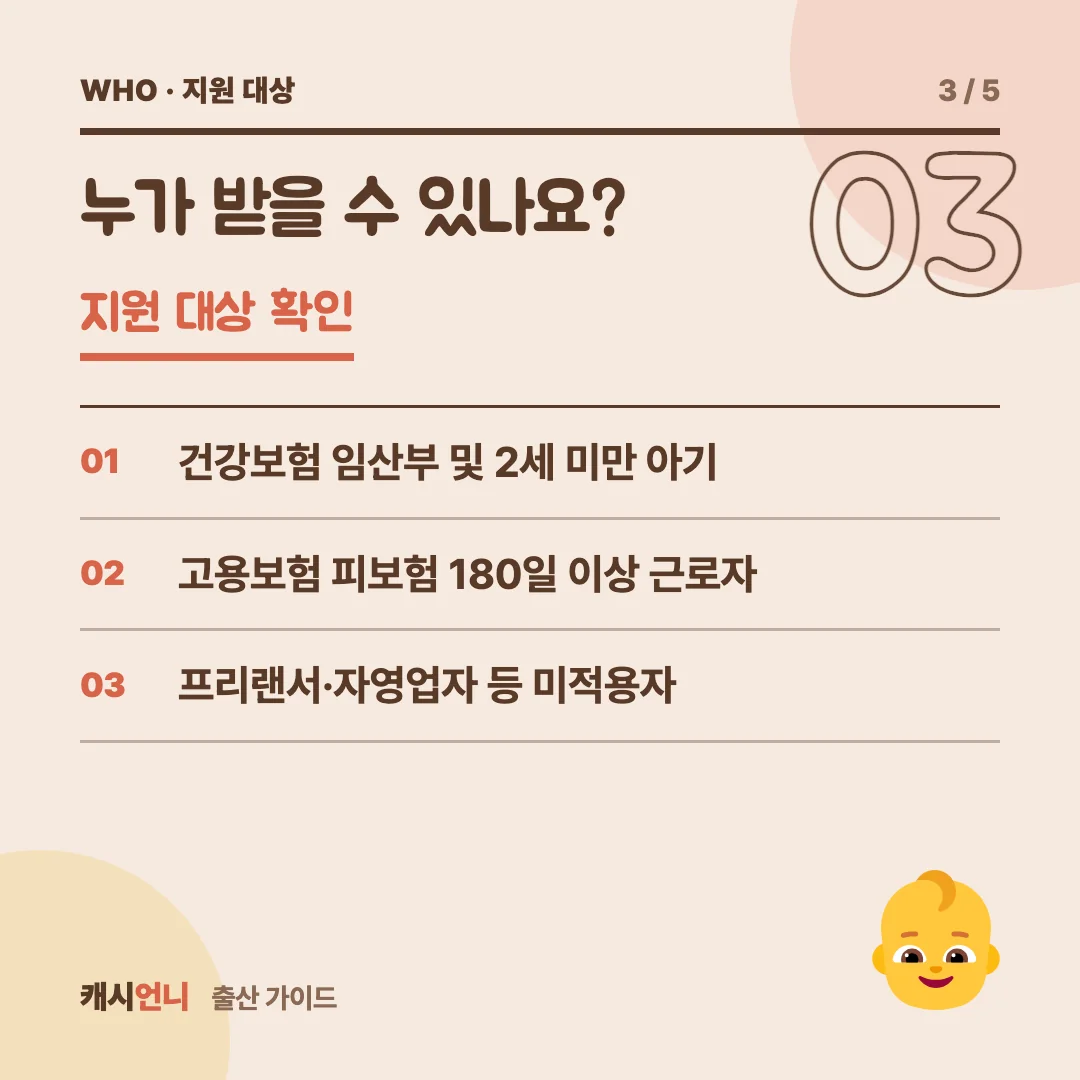 WHO · 지원 대상
3 / 5
03
누가 받을 수 있나요?
지원 대상 확인
01 건강보험 임산부 및 2세 미만 아기
02 고용보험 피보험 180일 이상 근로자
03 프리랜서·자영업자 등 미적용자
캐시언니 출산 가이드